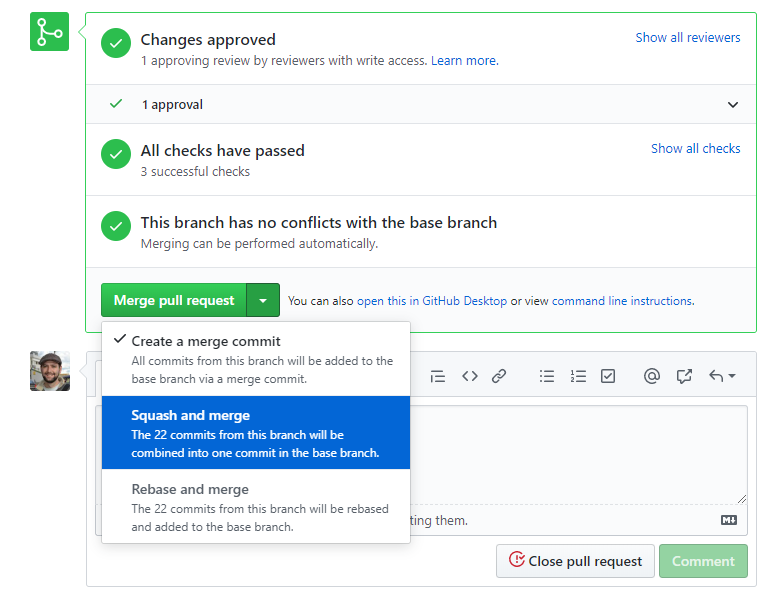 Changes approved
Show all reviewers
1 approving review by reviewers with write access. Learn more.
1 approval
All checks have passed
Show all checks
3 successful checks
This branch has no conflicts with the base branch
Merging can be performed automatically.
Merge pull request
You can also open this in GitHub Desktop or view command line instructions.
Create a merge commit
All commits from this branch will be added to the
base branch via a merge commit.
Squash and merge
The 22 commits from this branch will be
combined into one commit in the base branch.
Rebase and merge
The 22 commits from this branch will be rebased
and added to the base branch.
ting them.
Close pull request
Comment